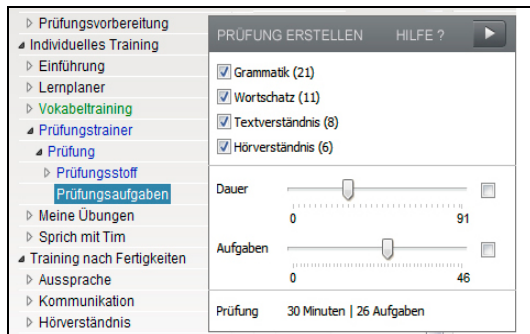 Prüfungsvorbereitung
Individuelles Training
Einführung
Lernplaner
Vokabeltraining
Prüfungstrainer
Prüfung
Prüfungsstoff
Prüfungsaufgaben
Meine Übungen
Sprich mit Tim
Training nach Fertigkeiten
Aussprache
Kommunikation
Hörverständnis
PRÜFUNG ERSTELLEN HILFE ?
Grammatik (21)
Wortschatz (11)
Textverständnis (8)
Hörverständnis (6)
Dauer
0 91
Aufgaben
0 46
Prüfung 30 Minuten | 26 Aufgaben